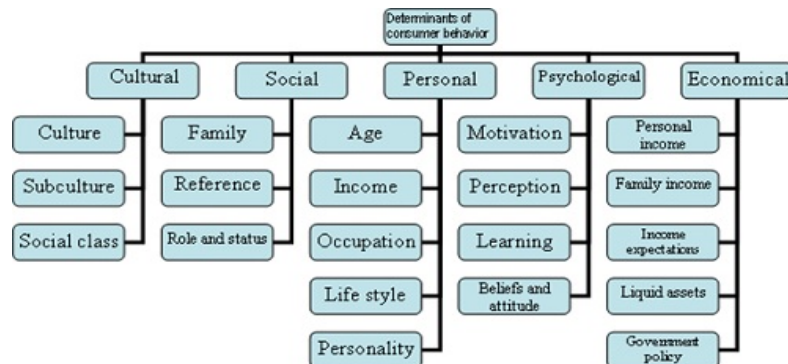 Determinants of
consumer behavior
Cultural
Social
Personal
Psychological
Economical
Culture
Family
Age
Motivation
Personal
income
Subculture
Reference
Income
Perception
Family income
Social class
Role and status
Occupation
Learning
Income
expectations
Life style
Beliefs and
attitude
Liquid assets
Personality
Government
policy